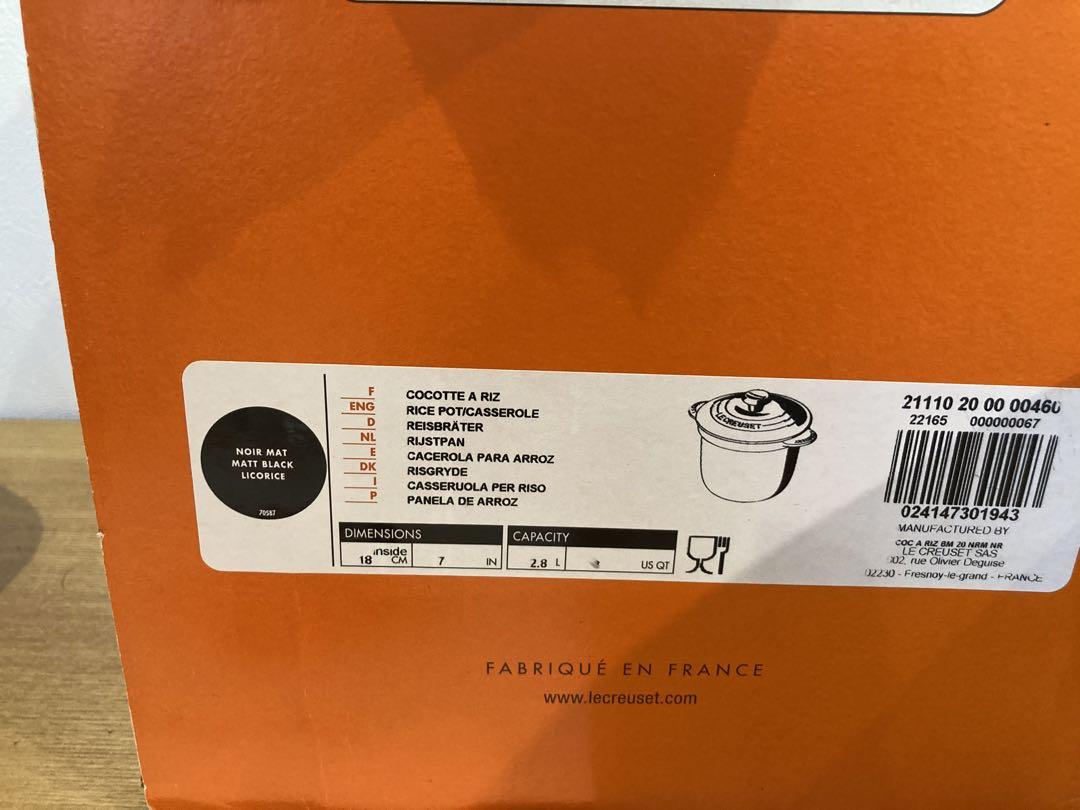 NOIR MAT
MATT BLACK
LICORICE
70587
F COCOTTE A RIZ
ENG RICE POT/CASSEROLE
D REISBRÄTER
NL RIJSTPAN
E CACEROLA PARA ARROZ
DK RISGRYDE
I CASSERUOLA PER RISO
P PANELA DE ARROZ
DIMENSIONS
18 inside CM 7 IN
CAPACITY
2.8 L US QT
LE CREUSET
21110 20 00 00460
22165 000000067
024147301943
MANUFACTURED BY
COC A RIZ BM 20 NRM NR
LE CREUSET SAS
902, rue Olivier Deguise
02230 - Fresnoy-le-grand - FRANCE
FABRIQUÉ EN FRANCE
www.lecreuset.com